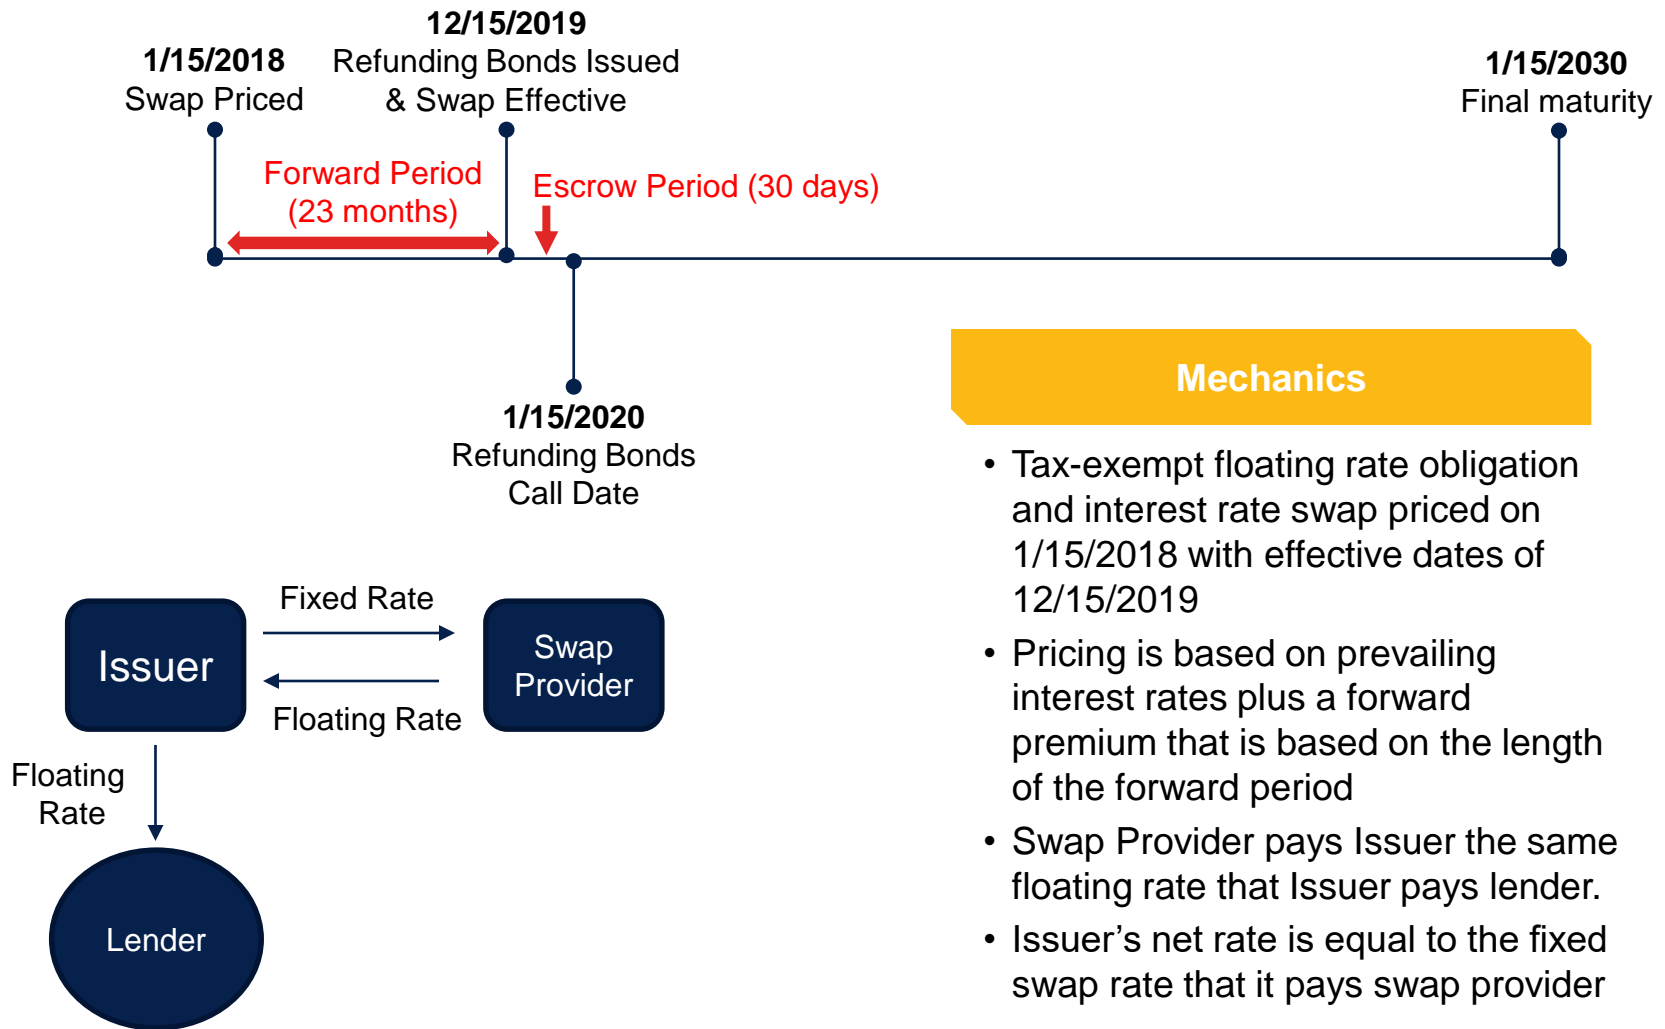 1/15/2018
Swap Priced
12/15/2019
Refunding Bonds Issued
& Swap Effective
1/15/2030
Final maturity
Forward Period
(23 months)
Escrow Period (30 days)
1/15/2020
Refunding Bonds
Call Date
Mechanics
• Tax-exempt floating rate obligation
and interest rate swap priced on
1/15/2018 with effective dates of
12/15/2019
• Pricing is based on prevailing
interest rates plus a forward
premium that is based on the length
of the forward period
• Swap Provider pays Issuer the same
floating rate that Issuer pays lender.
• Issuer’s net rate is equal to the fixed
swap rate that it pays swap provider
Issuer
Fixed Rate
Floating Rate
Swap
Provider
Floating
Rate
Lender